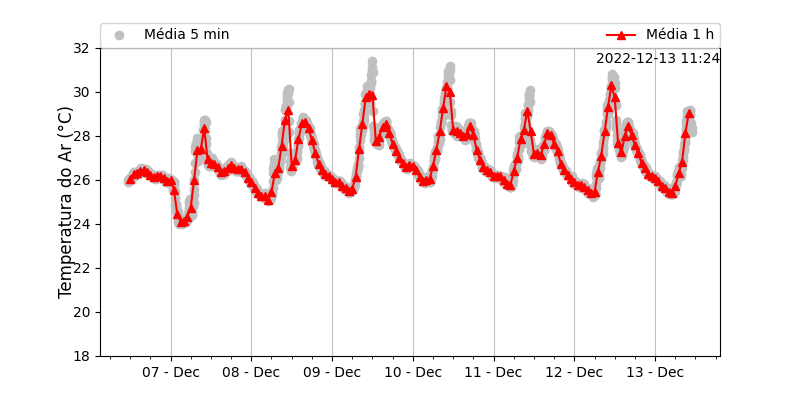 Média 5 min
Média 1 h
2022-12-13 11:24
Temperatura do Ar (°C)
32
30
28
26
24
22
20
18
07 - Dec
08 - Dec
09 - Dec
10 - Dec
11 - Dec
12 - Dec
13 - Dec